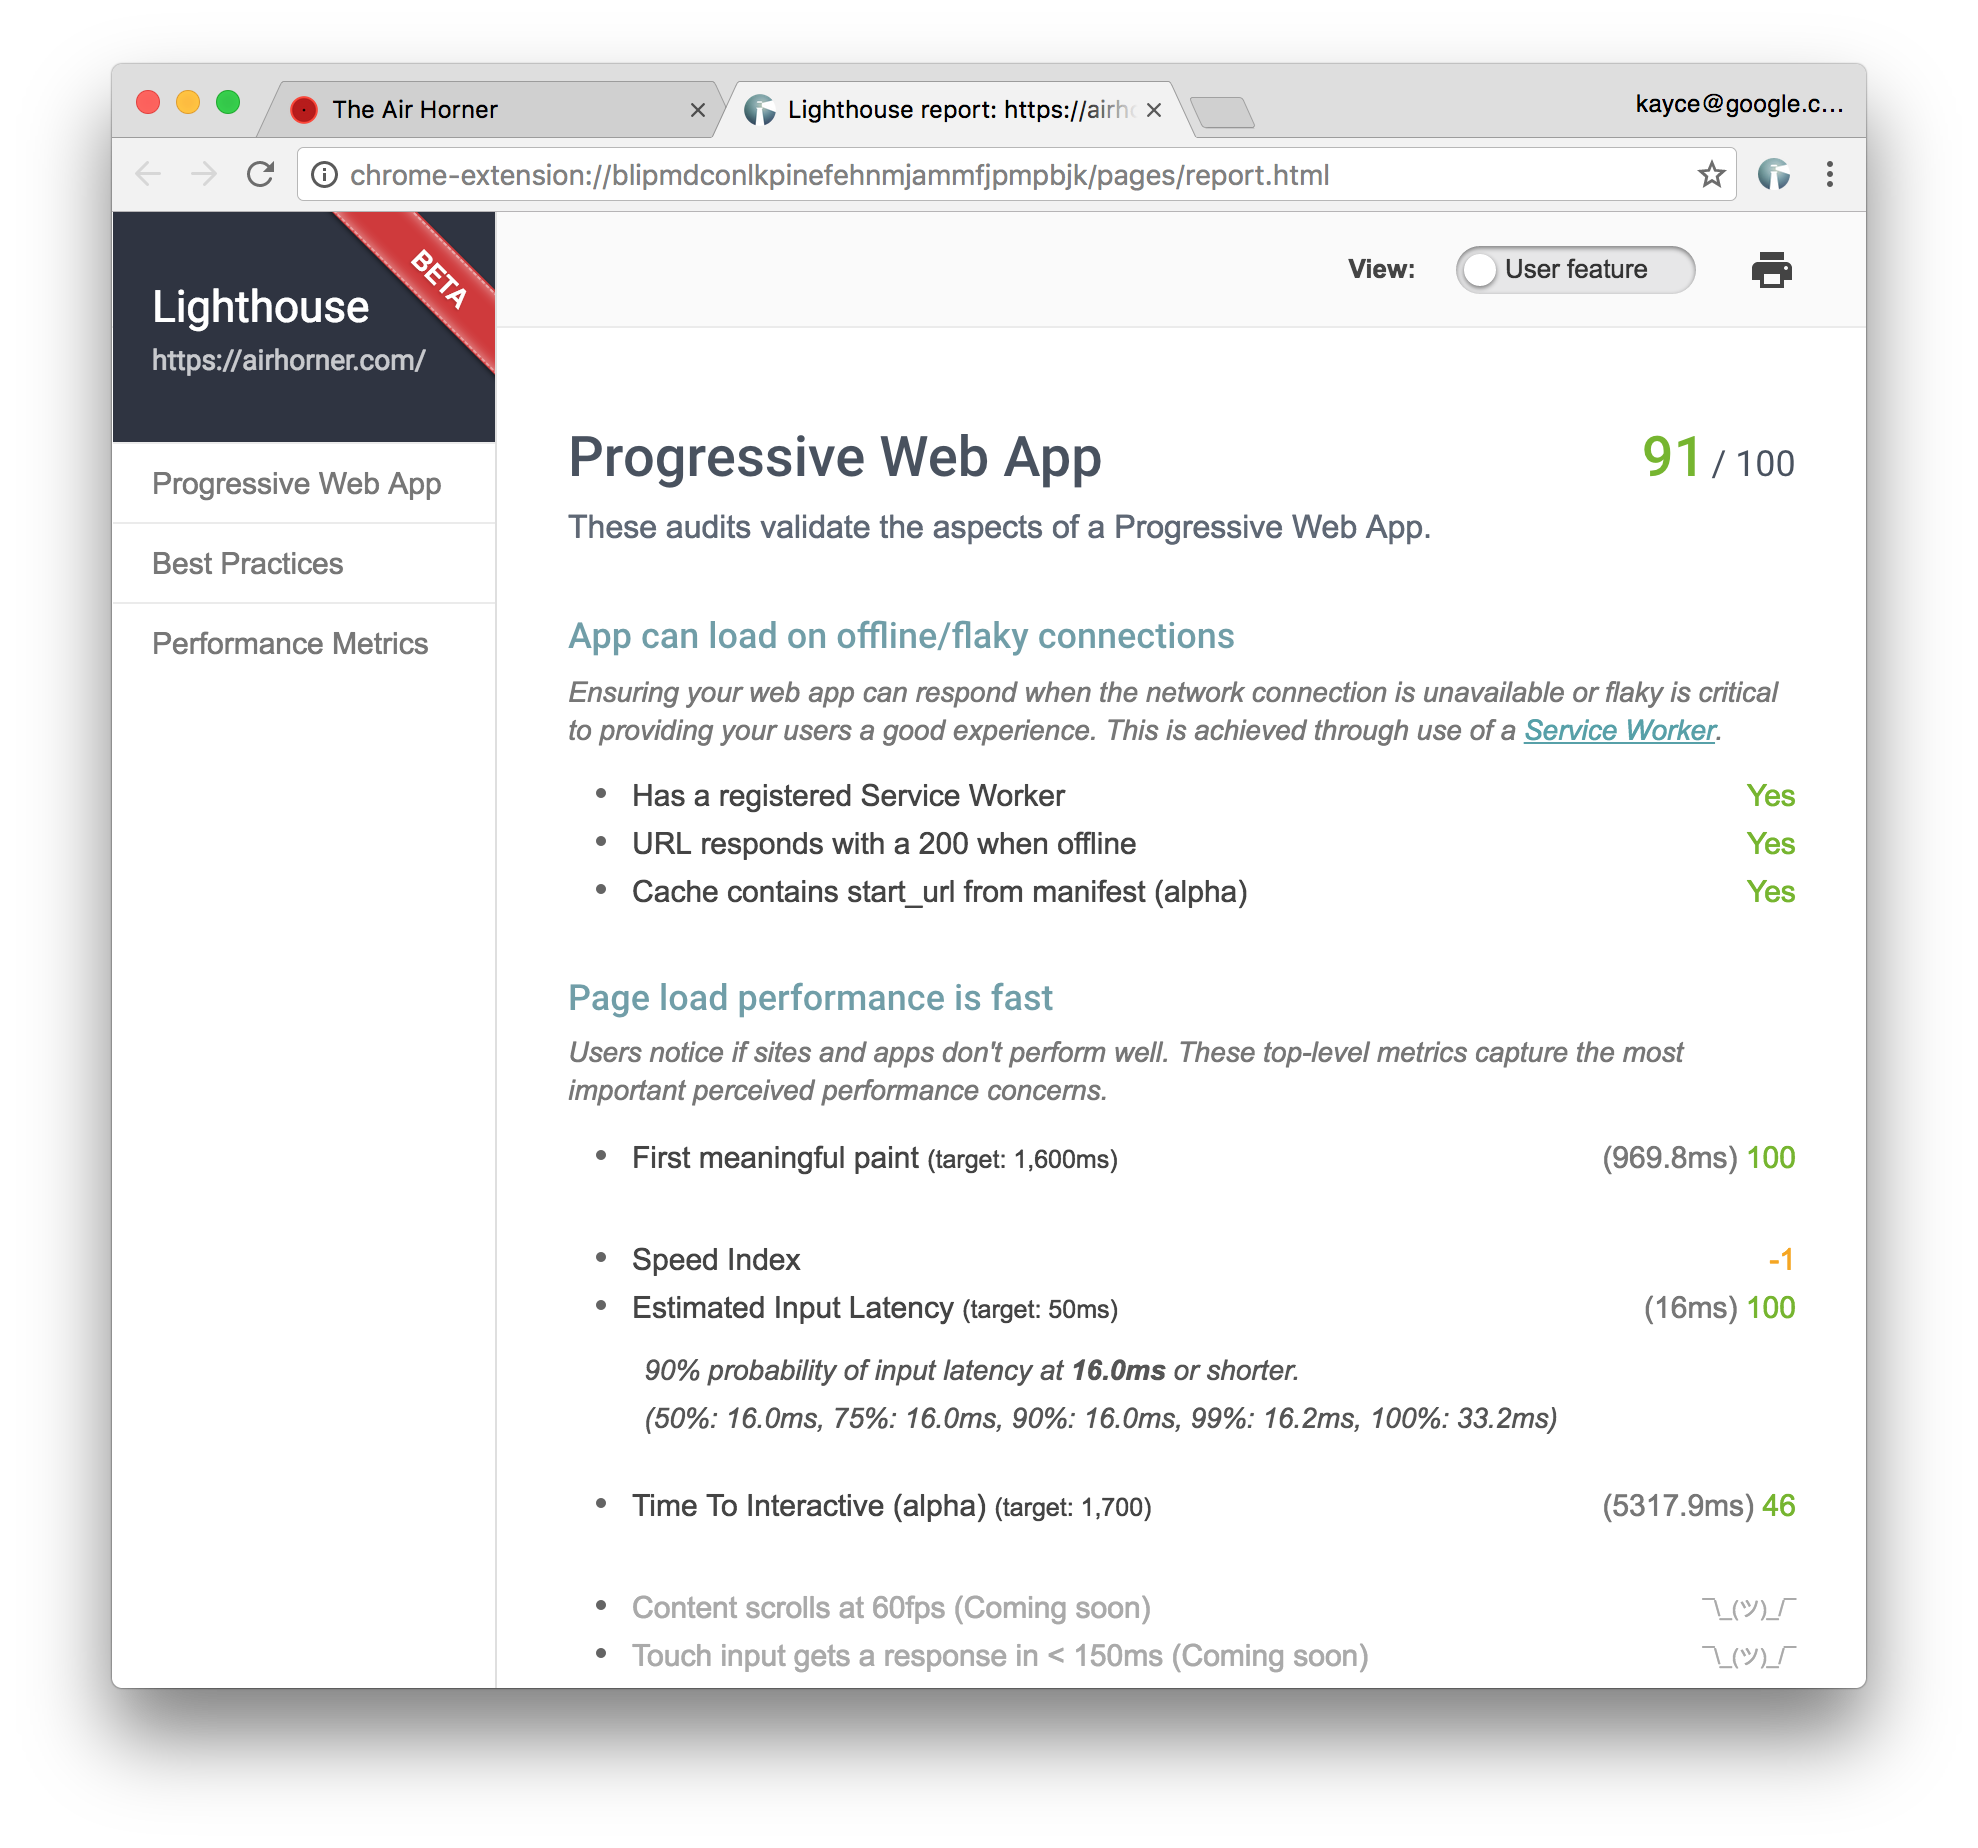 The Air Horner
Lighthouse report: https://airho
kayce@google.c...
chrome-extension://blipmdconlkpinefehnmjammfjpmpbjk/pages/report.html
BETA
Lighthouse
https://airhorner.com/
Progressive Web App
Best Practices
Performance Metrics
View: User feature
Progressive Web App 91 / 100
These audits validate the aspects of a Progressive Web App.
App can load on offline/flaky connections
Ensuring your web app can respond when the network connection is unavailable or flaky is critical
to providing your users a good experience. This is achieved through use of a Service Worker.
• Has a registered Service Worker Yes
• URL responds with a 200 when offline Yes
• Cache contains start_url from manifest (alpha) Yes
Page load performance is fast
Users notice if sites and apps don't perform well. These top-level metrics capture the most
important perceived performance concerns.
• First meaningful paint (target: 1,600ms) (969.8ms) 100
• Speed Index -1
• Estimated Input Latency (target: 50ms) (16ms) 100
90% probability of input latency at 16.0ms or shorter.
(50%: 16.0ms, 75%: 16.0ms, 90%: 16.0ms, 99%: 16.2ms, 100%: 33.2ms)
• Time To Interactive (alpha) (target: 1,700) (5317.9ms) 46
• Content scrolls at 60fps (Coming soon) ¯\_(ツ)_/¯
• Touch input gets a response in < 150ms (Coming soon) ¯\_(ツ)_/¯